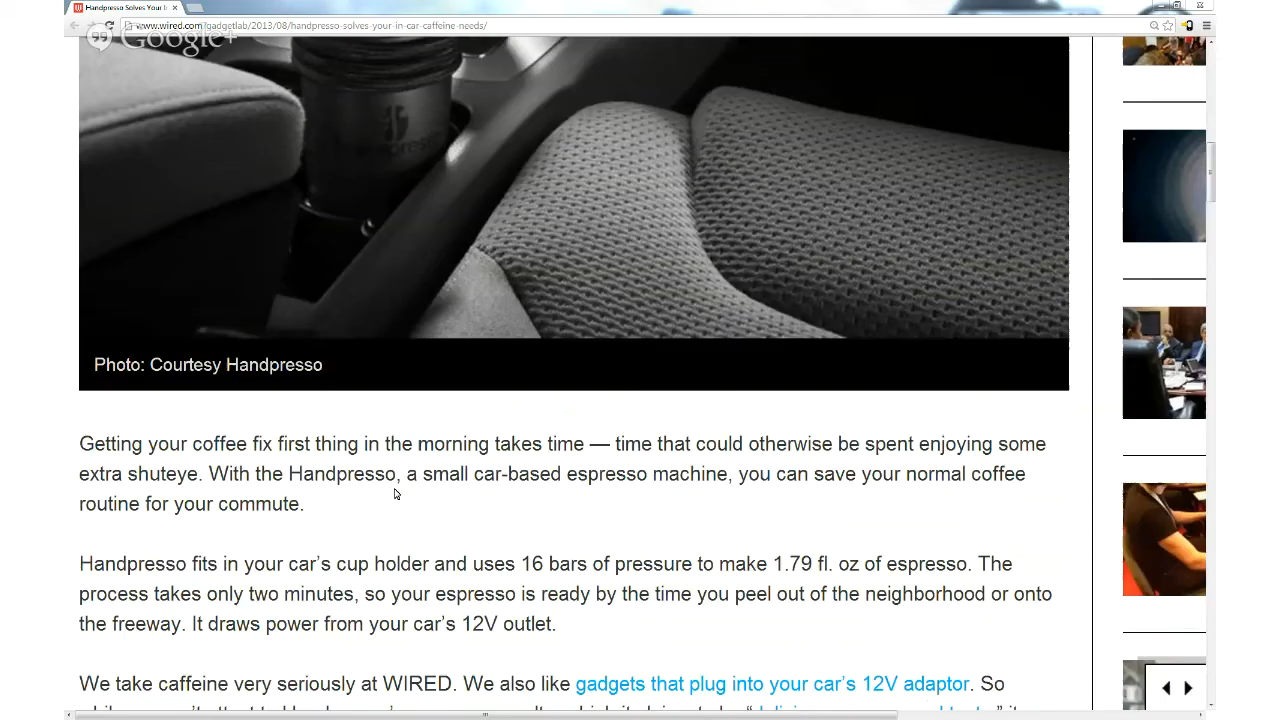 Handpresso Solves Your I
www.wired.com/gadgetlab/2013/08/handpresso-solves-your-in-car-caffeine-needs/
Google+
Photo: Courtesy Handpresso
Getting your coffee fix first thing in the morning takes time — time that could otherwise be spent enjoying some
extra shuteye. With the Handpresso, a small car-based espresso machine, you can save your normal coffee
routine for your commute.
Handpresso fits in your car’s cup holder and uses 16 bars of pressure to make 1.79 fl. oz of espresso. The
process takes only two minutes, so your espresso is ready by the time you peel out of the neighborhood or onto
the freeway. It draws power from your car’s 12V outlet.
We take caffeine very seriously at WIRED. We also like gadgets that plug into your car’s 12V adaptor. So